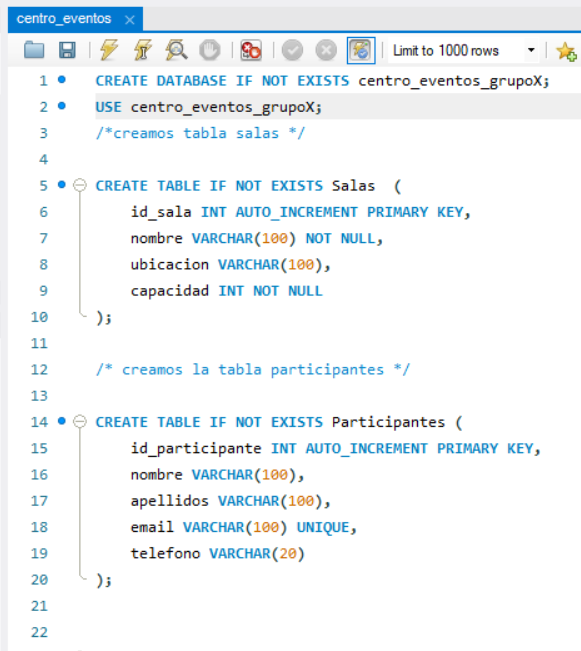 centro_eventos ×
Limit to 1000 rows
1 CREATE DATABASE IF NOT EXISTS centro_eventos_grupoX;
2 USE centro_eventos_grupoX;
3 /*creamos tabla salas */
4
5 CREATE TABLE IF NOT EXISTS Salas  (
6 id_sala INT AUTO_INCREMENT PRIMARY KEY,
7 nombre VARCHAR(100) NOT NULL,
8 ubicacion VARCHAR(100),
9 capacidad INT NOT NULL
10 );
11
12 /* creamos la tabla participantes */
13
14 CREATE TABLE IF NOT EXISTS Participantes (
15 id_participante INT AUTO_INCREMENT PRIMARY KEY,
16 nombre VARCHAR(100),
17 apellidos VARCHAR(100),
18 email VARCHAR(100) UNIQUE,
19 telefono VARCHAR(20)
20 );
21
22